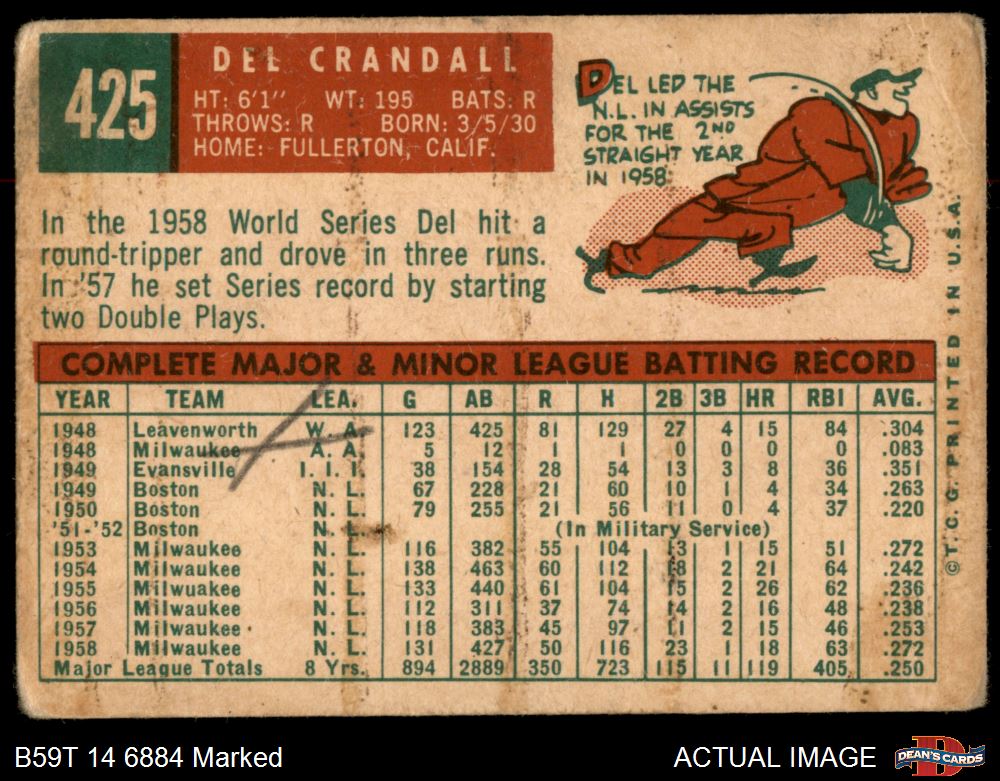 425
DEL CRANDALL
HT: 6'1" WT: 195 BATS: R
THROWS: R BORN: 3/5/30
HOME: FULLERTON, CALIF.
DEL LED THE
N.L. IN ASSISTS
FOR THE 2ND
STRAIGHT YEAR
IN 1958
In the 1958 World Series Del hit a
round-tripper and drove in three runs.
In '57 he set Series record by starting
two Double Plays.
COMPLETE MAJOR & MINOR LEAGUE BATTING RECORD
YEAR TEAM LEA. G AB R H 2B 3B HR RBI AVG.
1948 Leavenworth W. A. 123 425 81 129 27 4 15 84 .304
1948 Milwaukee A. A. 5 12 1 1 0 0 0 0 .083
1949 Evansville I. I. I. 38 154 28 54 13 3 8 36 .351
1949 Boston N. L. 67 228 21 60 10 1 4 34 .263
1950 Boston N. L. 79 255 21 56 11 0 4 37 .220
'51-'52 Boston N. L. (In Military Service)
1953 Milwaukee N. L. 116 382 55 104 13 1 15 51 .272
1954 Milwaukee N. L. 138 463 60 112 18 2 21 64 .242
1955 Milwuakee N. L. 133 440 61 104 15 2 26 62 .236
1956 Milwaukee N. L. 112 311 37 74 14 2 16 48 .238
1957 Milwaukee N. L. 118 383 45 97 11 2 15 46 .253
1958 Milwaukee N. L. 131 427 50 116 23 1 18 63 .272
Major League Totals 8 Yrs. 894 2889 350 723 115 11 119 405 .250
©T.C.G. PRINTED IN U.S.A.
B59T 14 6884 Marked
ACTUAL IMAGE
D
DEAN'S CARDS